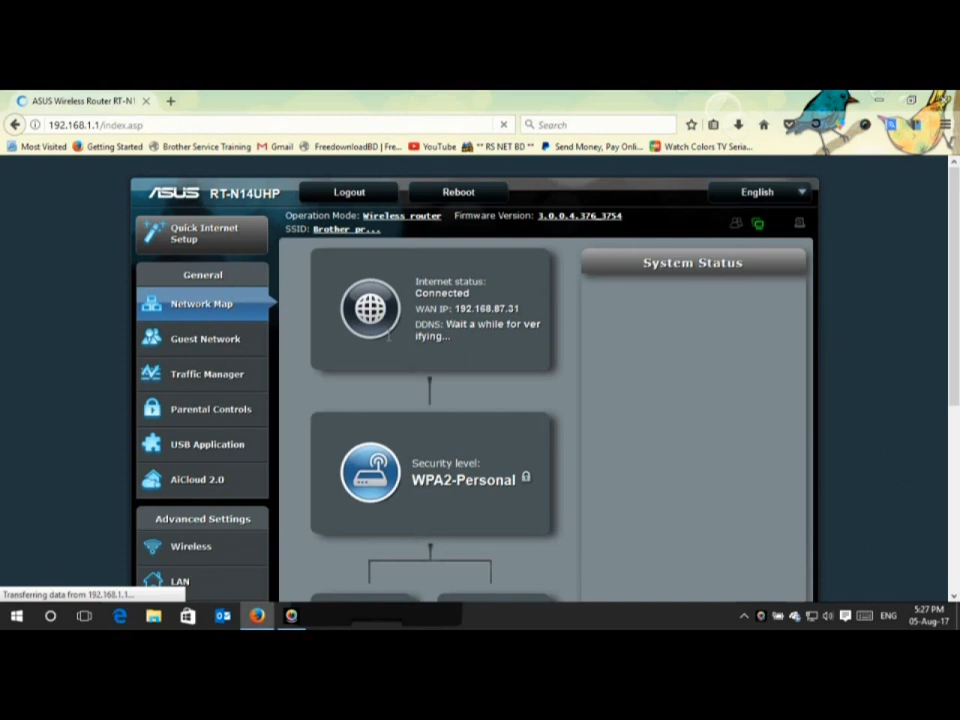 ASUS Wireless Router RT-N1
192.168.1.1/index.asp
Search
Most Visited Getting Started Brother Service Training Gmail FreedownloadBD | Fre... YouTube ** RS NET BD ** Send Money, Pay Onli... Watch Colors TV Seria...
ASUS RT-N14UHP Logout Reboot English
Operation Mode: Wireless router Firmware Version: 3.0.0.4.376_3754
SSID: Brother pr...
Quick Internet
Setup
General
Network Map
Guest Network
Traffic Manager
Parental Controls
USB Application
AiCloud 2.0
Advanced Settings
Wireless
LAN
Internet status:
Connected
WAN IP: 192.168.87.31
DDNS: Wait a while for ver
ifying...
Security level:
WPA2-Personal
System Status
Transferring data from 192.168.1.1...
ENG
5:27 PM
05-Aug-17